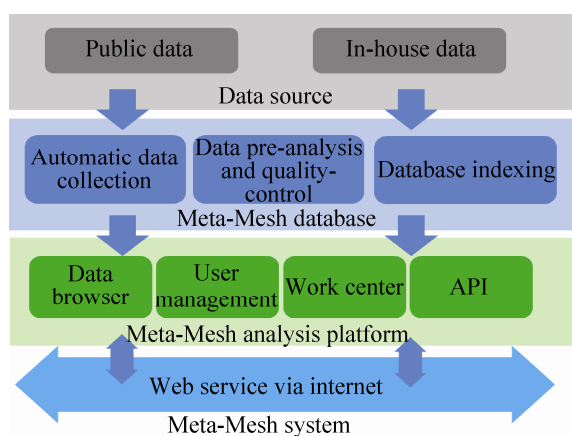 Public data
In-house data
Data source
Automatic data
collection
Data pre-analysis
and quality-
control
Database indexing
Meta-Mesh database
Data
browser
User
management
Work center
API
Meta-Mesh analysis platform
Web service via internet
Meta-Mesh system